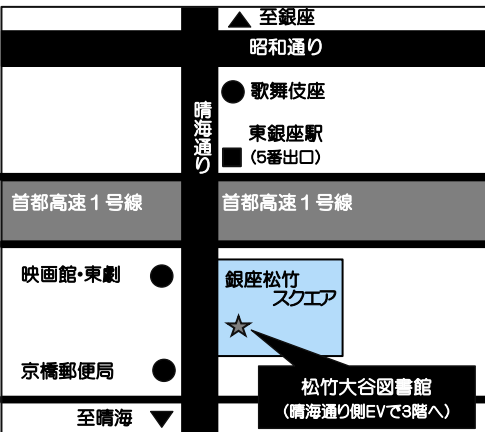 至銀座
昭和通り
歌舞伎座
晴海通り
東銀座駅
(5番出口)
首都高速1号線
首都高速1号線
映画館・東劇
銀座松竹
スクエア
京橋郵便局
松竹大谷図書館
(晴海通り側EVで3階へ)
至晴海